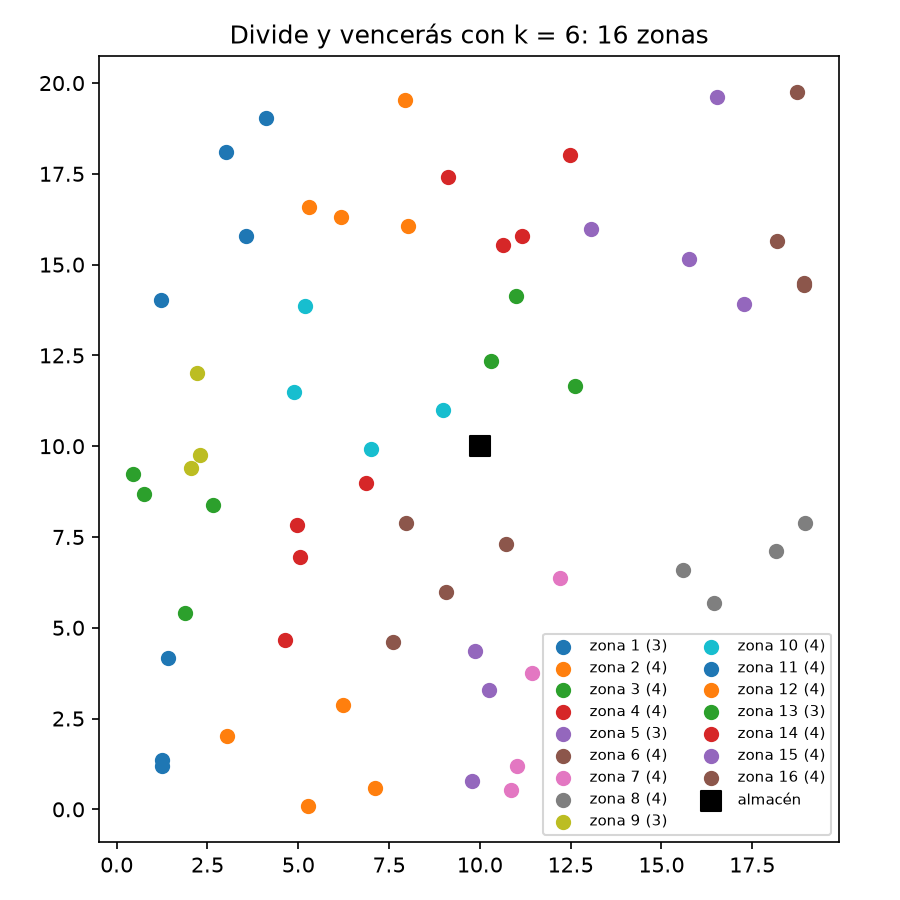 Divide y vencerás con k = 6: 16 zonas
20.0
17.5
15.0
12.5
10.0
7.5
5.0
2.5
0.0
zona 1 (3)
zona 2 (4)
zona 3 (4)
zona 4 (4)
zona 5 (3)
zona 6 (4)
zona 7 (4)
zona 8 (4)
zona 9 (3)
zona 10 (4)
zona 11 (4)
zona 12 (4)
zona 13 (3)
zona 14 (4)
zona 15 (4)
zona 16 (4)
almacén
0.0 2.5 5.0 7.5 10.0 12.5 15.0 17.5